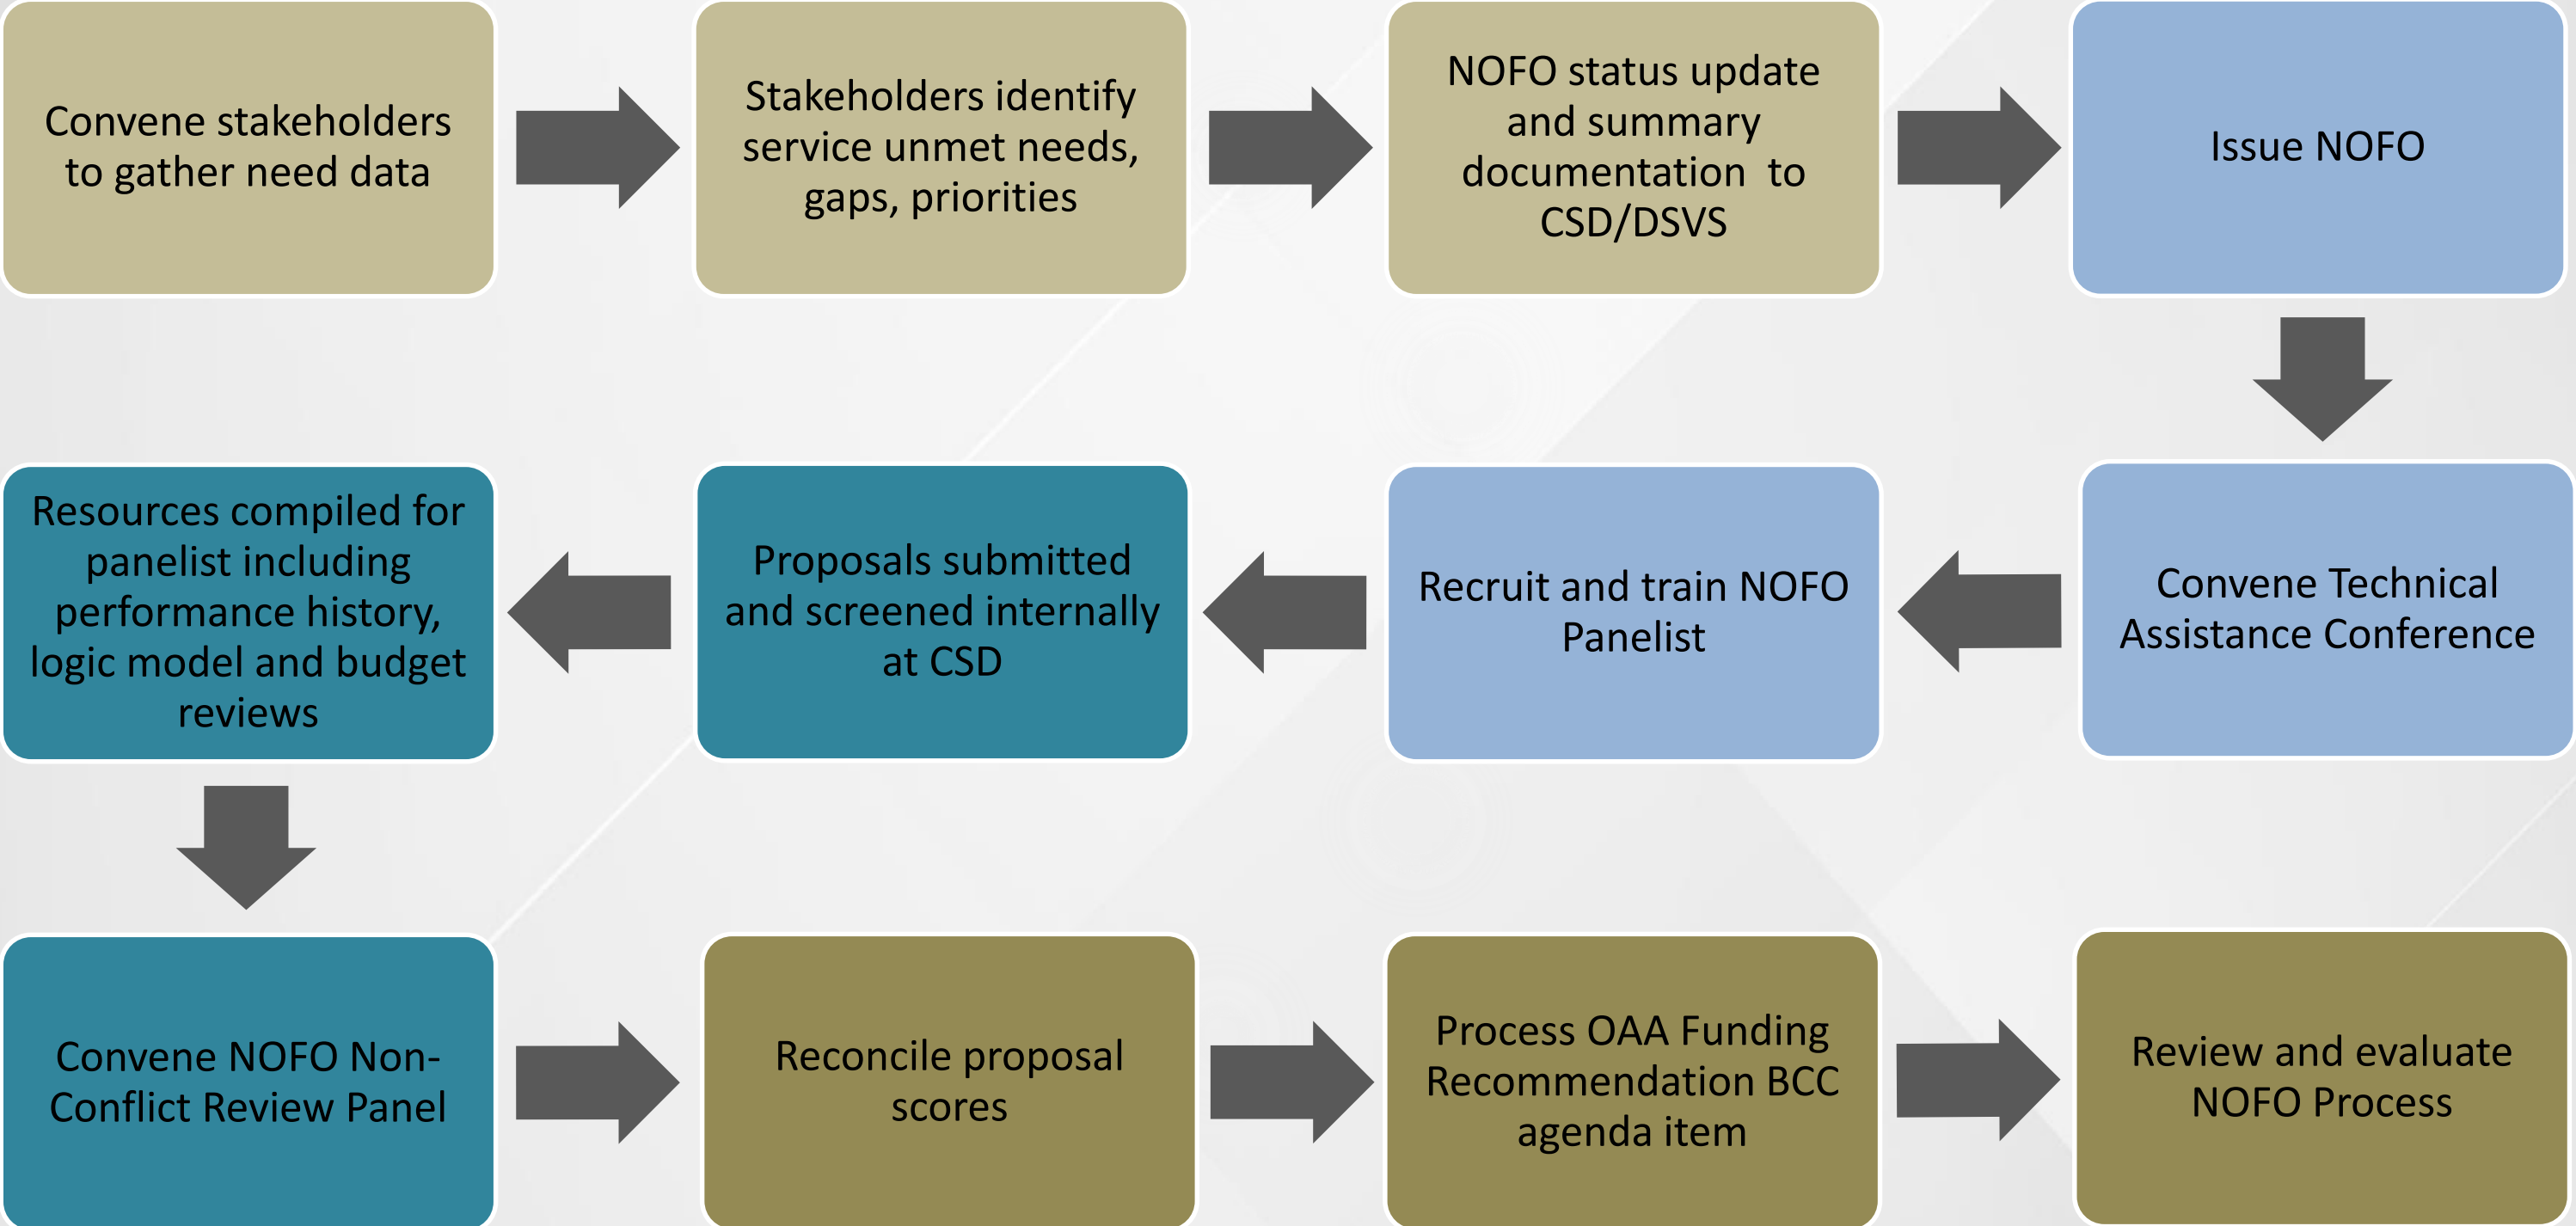 Convene stakeholders
to gather need data
Stakeholders identify
service unmet needs,
gaps, priorities
NOFO status update
and summary
documentation  to
CSD/DSVS
Issue NOFO
Convene Technical
Assistance Conference
Recruit and train NOFO
Panelist
Proposals submitted
and screened internally
at CSD
Resources compiled for
panelist including
performance history,
logic model and budget
reviews
Convene NOFO Non-
Conflict Review Panel
Reconcile proposal
scores
Process OAA Funding
Recommendation BCC
agenda item
Review and evaluate
NOFO Process